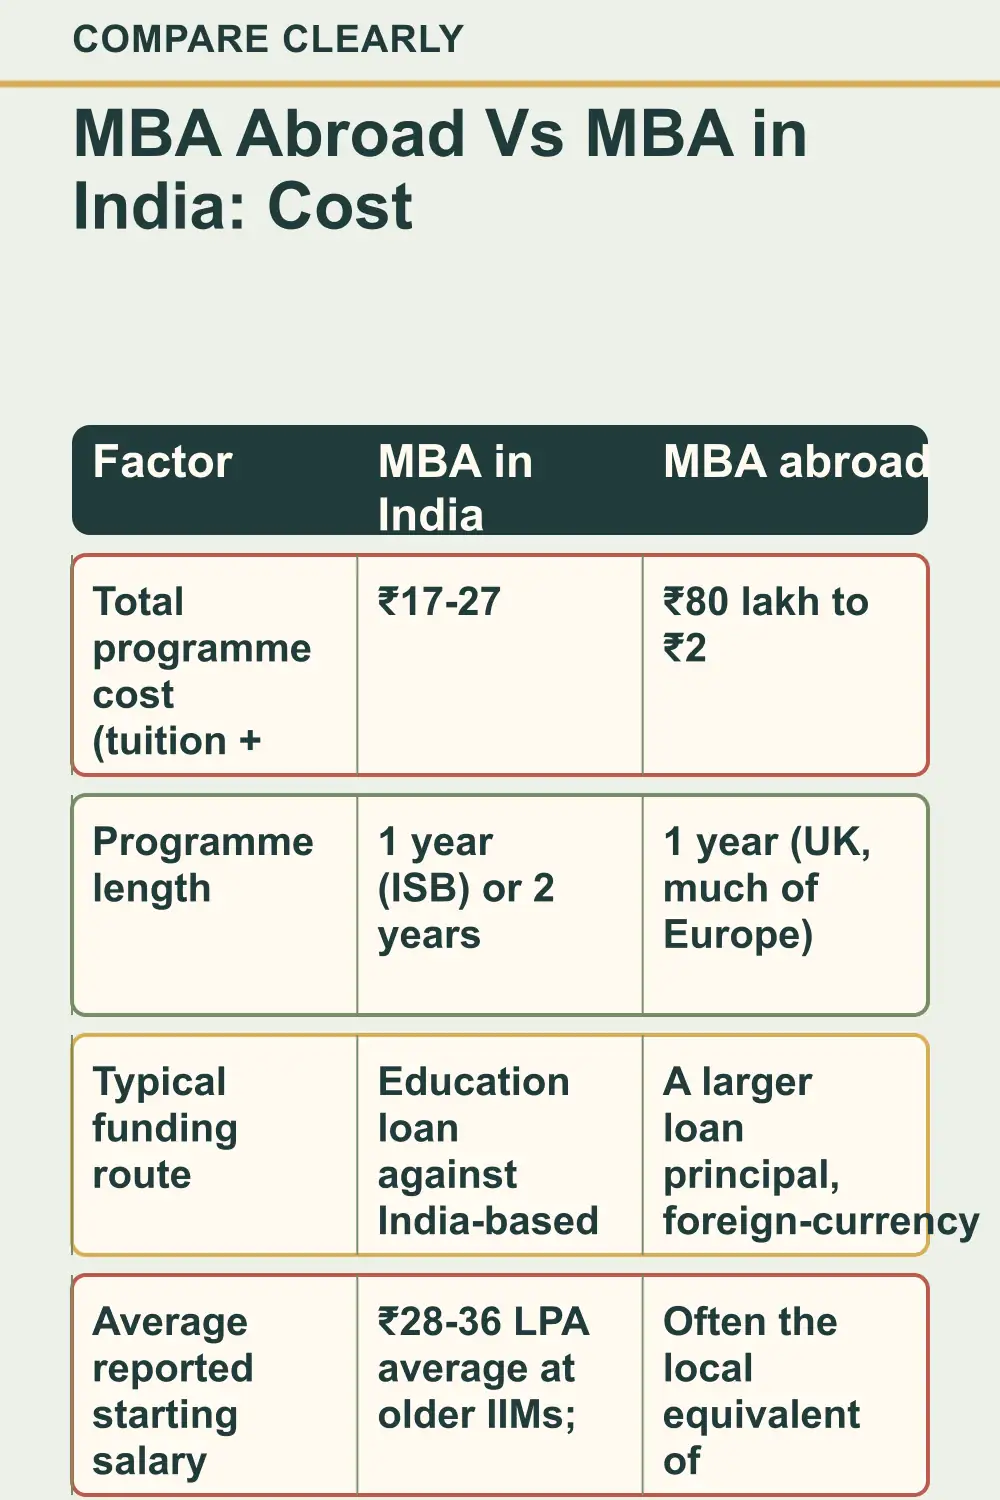 COMPARE CLEARLY
MBA Abroad Vs MBA in
India: Cost
Factor
MBA in
India
MBA abroad
Total
programme
cost
(tuition +
₹17-27
₹80 lakh to
₹2
Programme
length
1 year
(ISB) or 2
years
1 year (UK,
much of
Europe)
Typical
funding
route
Education
loan
against
India-based
A larger
loan
principal,
foreign-currency
Average
reported
starting
salary
₹28-36 LPA
average at
older IIMs;
Often the
local
equivalent
of